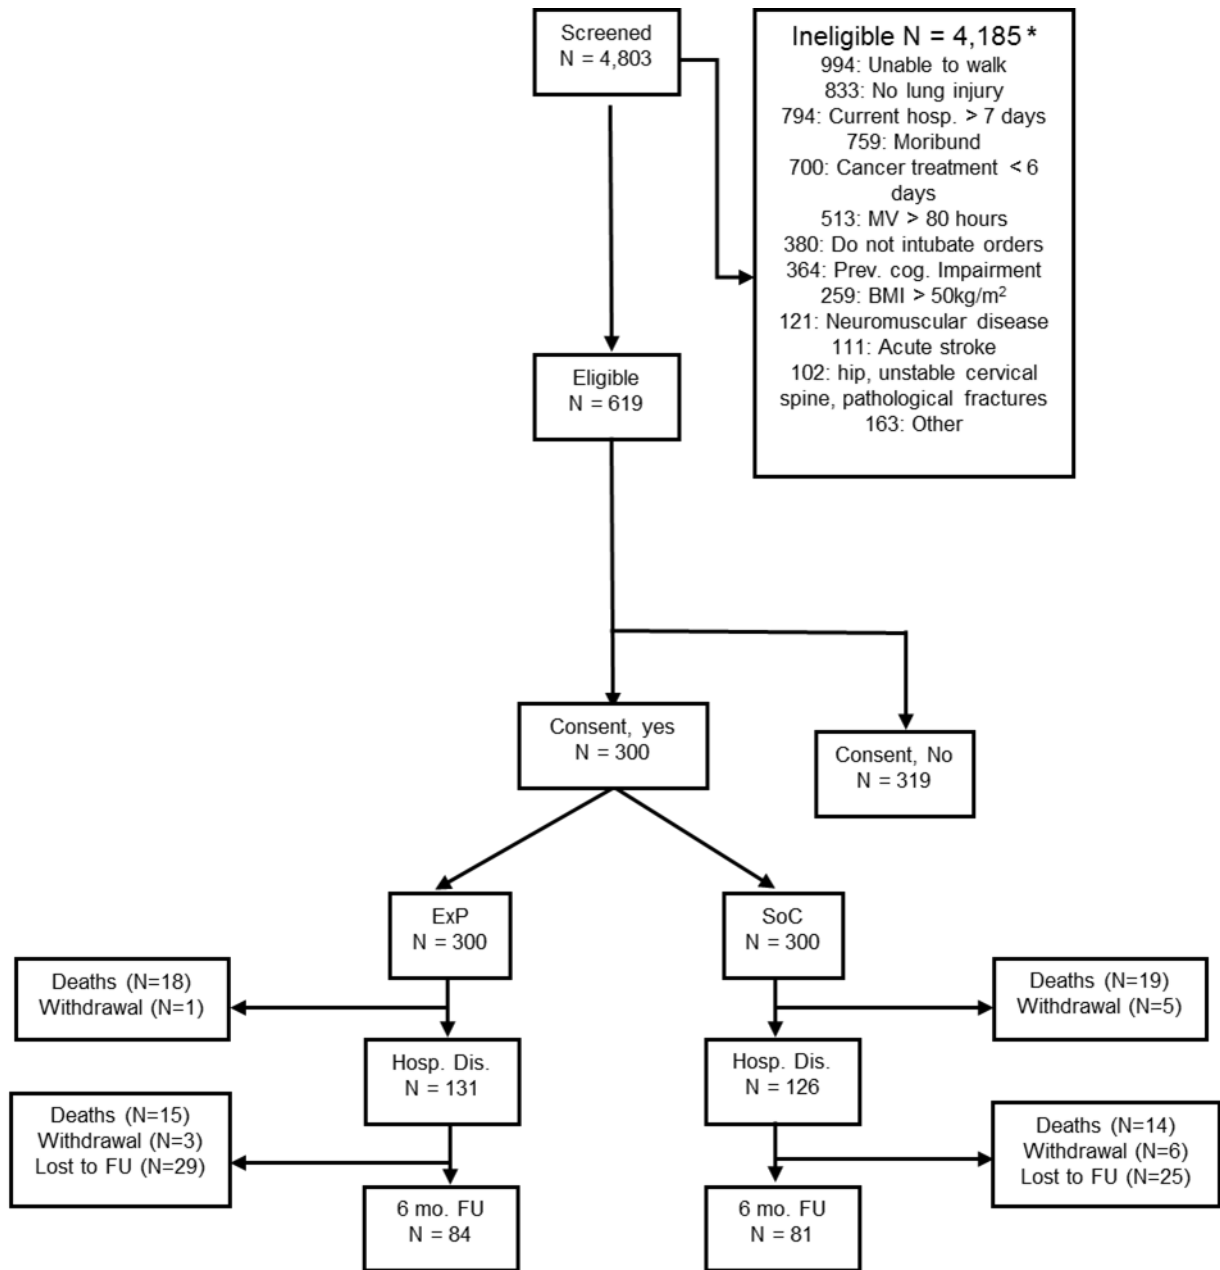 Screened
N = 4,803
Ineligible N = 4,185 *
994: Unable to walk
833: No lung injury
794: Current hosp. > 7 days
759: Moribund
700: Cancer treatment < 6
days
513: MV > 80 hours
380: Do not intubate orders
364: Prev. cog. Impairment
259: BMI > 50kg/m²
121: Neuromuscular disease
111: Acute stroke
102: hip, unstable cervical
spine, pathological fractures
163: Other
Eligible
N = 619
Consent, yes
N = 300
Consent, No
N = 319
ExP
N = 300
SoC
N = 300
Deaths (N=18)
Withdrawal (N=1)
Deaths (N=19)
Withdrawal (N=5)
Hosp. Dis.
N = 131
Hosp. Dis.
N = 126
Deaths (N=15)
Withdrawal (N=3)
Lost to FU (N=29)
Deaths (N=14)
Withdrawal (N=6)
Lost to FU (N=25)
6 mo. FU
N = 84
6 mo. FU
N = 81